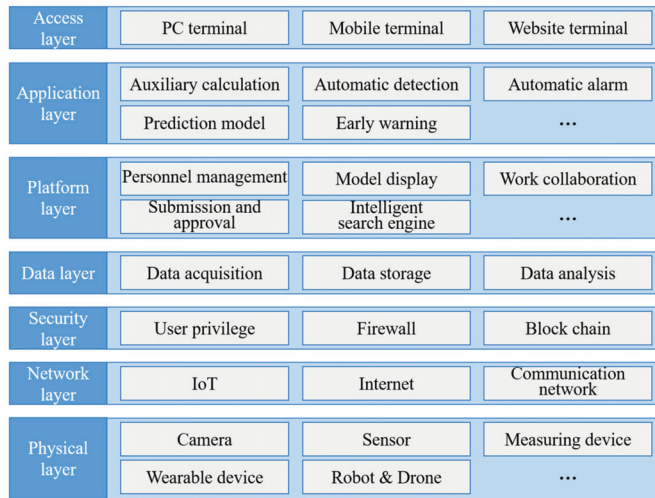 Access
layer
PC terminal
Mobile terminal
Website terminal
Application
layer
Auxiliary calculation
Automatic detection
Automatic alarm
Prediction model
Early warning
...
Platform
layer
Personnel management
Model display
Work collaboration
Submission and
approval
Intelligent
search engine
...
Data layer
Data acquisition
Data storage
Data analysis
Security
layer
User privilege
Firewall
Block chain
Network
layer
IoT
Internet
Communication
network
Physical
layer
Camera
Sensor
Measuring device
Wearable device
Robot & Drone
...